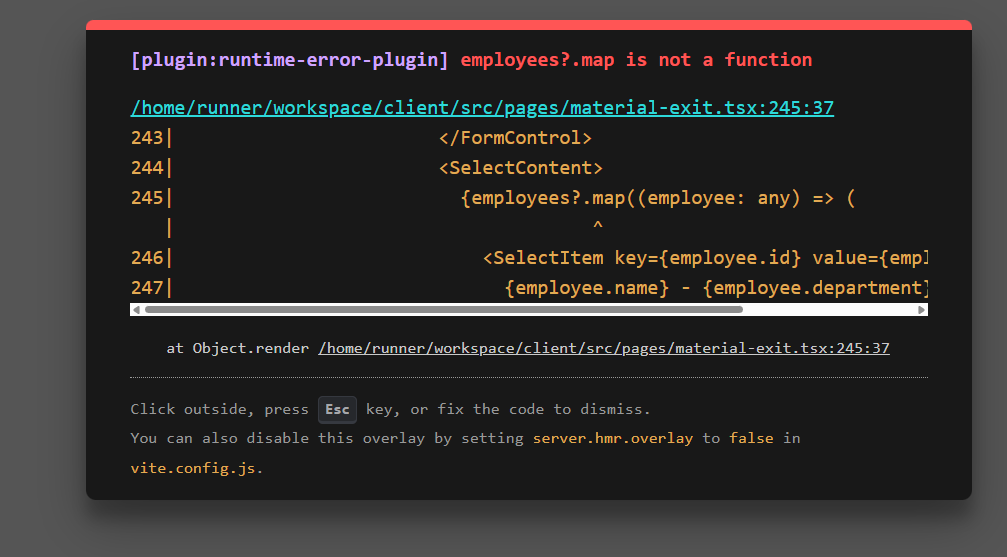 [plugin:runtime-error-plugin] employees?.map is not a function
/home/runner/workspace/client/src/pages/material-exit.tsx:245:37
243|                         </FormControl>
244|                         <SelectContent>
245|                           {employees?.map((employee: any) => (
   |                                       ^
246|                             <SelectItem key={employee.id} value={empl
247|                               {employee.name} - {employee.department}
at Object.render /home/runner/workspace/client/src/pages/material-exit.tsx:245:37
Click outside, press Esc key, or fix the code to dismiss.
You can also disable this overlay by setting server.hmr.overlay to false in
vite.config.js.